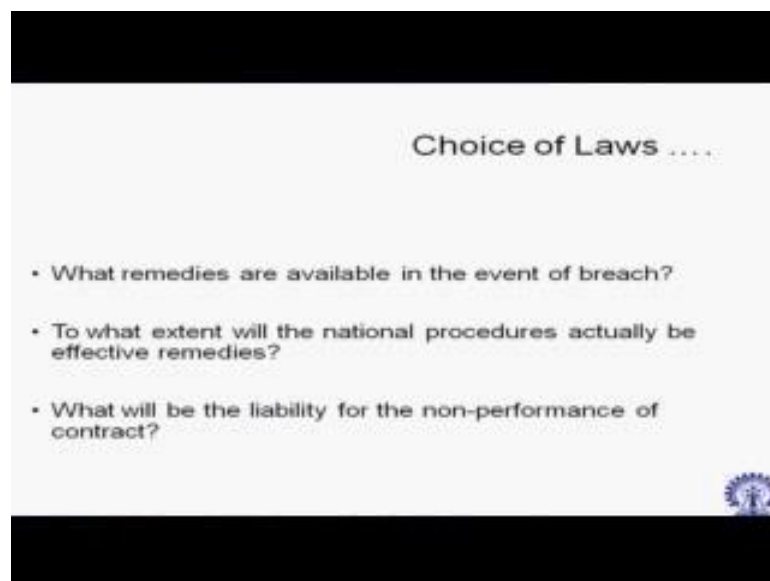 Choice of Laws ....
• What remedies are available in the event of breach?
• To what extent will the national procedures actually be
effective remedies?
• What will be the liability for the non-performance of
contract?